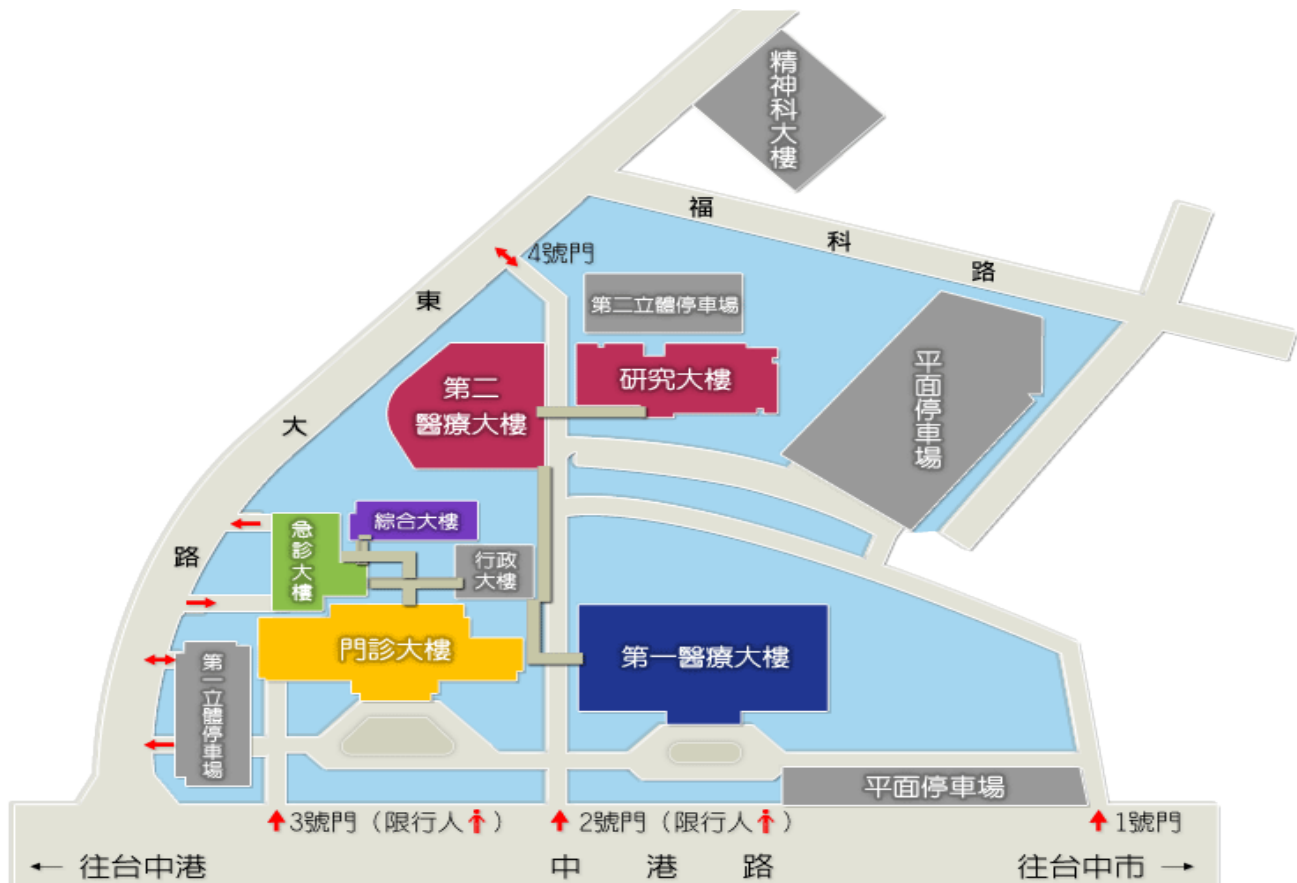 精神科大樓
福科路
4號門
第二立體停車場
東大路
平面停車場
研究大樓
第二
醫療大樓
綜合大樓
急診大樓
行政
大樓
門診大樓
第一醫療大樓
第一立體停車場
平面停車場
3號門（限行人）
2號門（限行人）
1號門
往台中港
中港路
往台中市